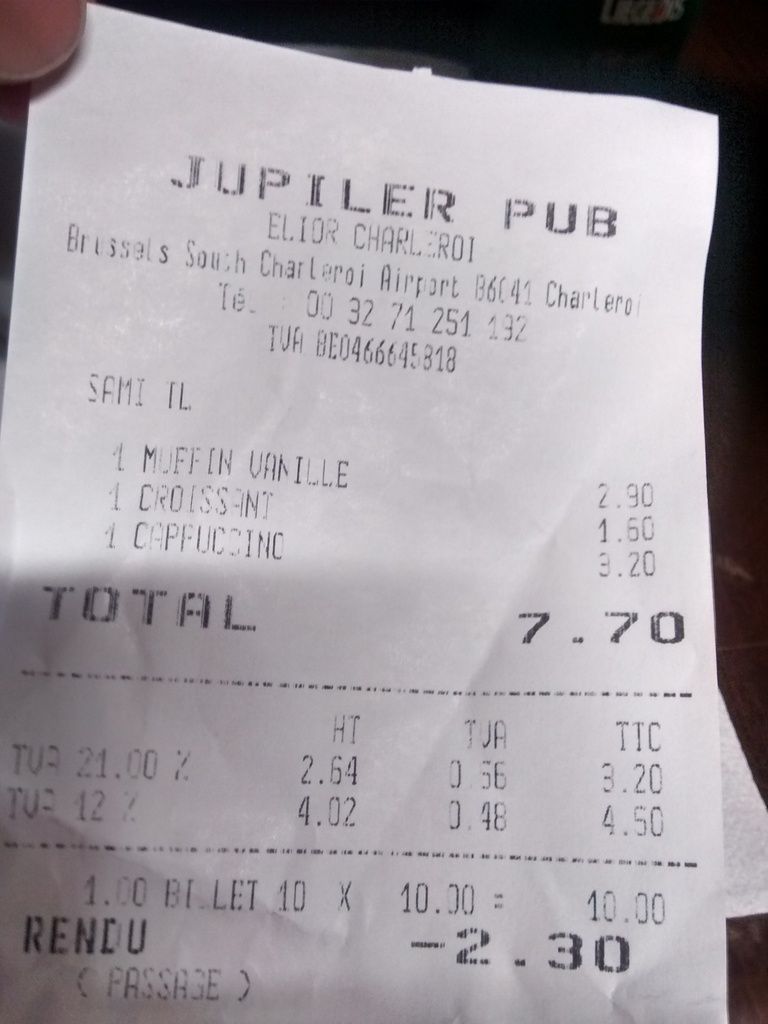 JUPILER PUB
ELIOR CHARLEROI
Brussels South Charleroi Airport B6041 Charleroi
Tél : 00 32 71 251 132
TVA BE0466645818
SAMI TL
1 MUFFIN VANILLE 2.90
1 CROISSANT 1.60
1 CAPPUCCINO 3.20
TOTAL 7.70
HT TVA TTC
TVA 21.00 % 2.64 0.56 3.20
TVA 12 % 4.02 0.48 4.50
1.00 BILLET 10 X 10.00 = 10.00
RENDU -2.30
( PASSAGE )